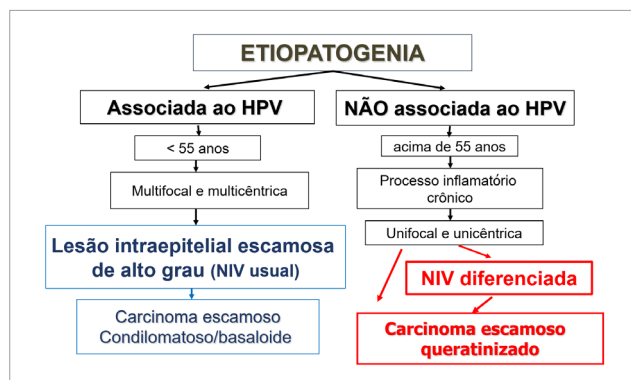 ETIOPATOGENIA
Associada ao HPV
< 55 anos
Multifocal e multicêntrica
Lesão intraepitelial escamosa
de alto grau (NIV usual)
Carcinoma escamoso
Condilomatoso/basaloide
NÃO associada ao HPV
acima de 55 anos
Processo inflamatório
crônico
Unifocal e unicêntrica
NIV diferenciada
Carcinoma escamoso
queratinizado